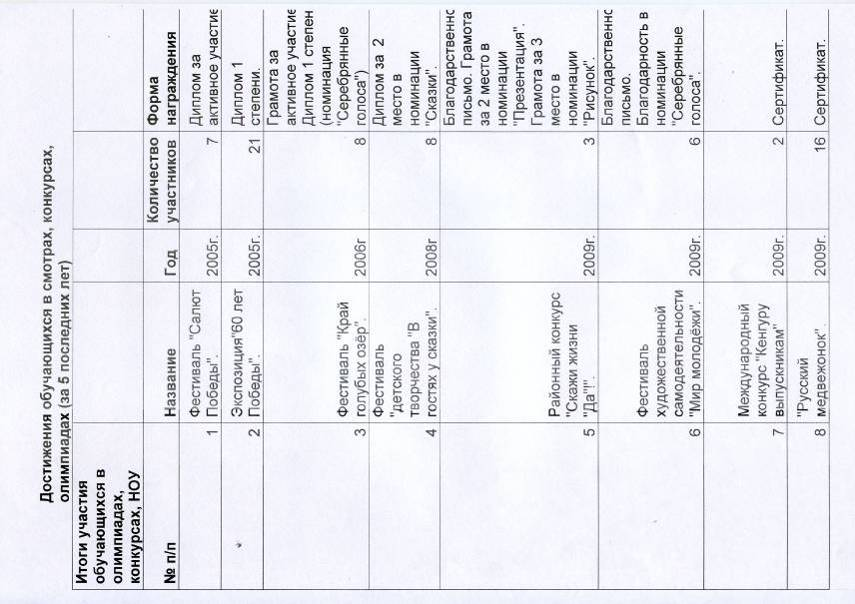 Достижения обучающихся в смотрах, конкурсах,
олимпиадах (за 5 последних лет)
Итоги участия
обучающихся в
олимпиадах,
конкурсах, НОУ
№ п/п Название Год Количество участников Форма награждения
1 Фестиваль "Салют Победы". 2005г. 7 Диплом за активное участие
2 Экспозиция"60 лет Победы". 2005г. 21 Диплом 1 степени.
3 Фестиваль "Край голубых озёр". 2006г 8 Грамота за активное участие Диплом 1 степен (номинация "Серебрянные голоса")
4 Фестиваль "детского творчества "В гостях у сказки". 2008г 8 Диплом за 2 место в номинации "Сказки".
5 Районный конкурс "Скажи жизни "Да"!". 2009г. 3 Благодарственно письмо. Грамота за 2 место в номинации "Презентация". Грамота за 3 место в номинации "Рисунок".
6 Фестиваль художественной самодеятельности "Мир молодёжи". 2009г. 6 Благодарственно письмо. Благодарность в номинации "Серебрянные голоса".
7 Международный конкурс "Кенгуру выпускникам" 2009г. 2 Сертификат.
8 "Русский медвежонок". 2009г. 16 Сертификат.